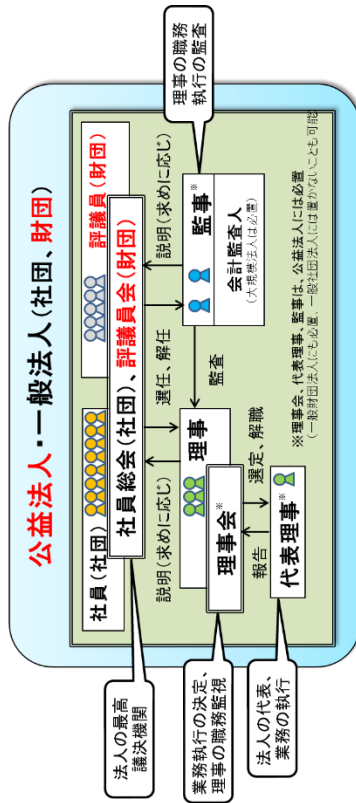 公益法人・一般法人(社団、財団)
社員(社団)
評議員(財団)
社員総会(社団)、評議員会(財団)
法人の最高
議決機関
説明(求めに応じ)
選任、解任
説明(求めに応じ)
理事
理事会※
監査
監事※
会計監査人
(大規模法人は必置)
理事の職務
執行の監査
業務執行の決定、
理事の職務監視
報告
選定、解職
代表理事※
法人の代表、
業務の執行
※理事会、代表理事、監事は、公益法人には必置
(一般財団法人にも必置、一般社団法人には置かないことも可能)